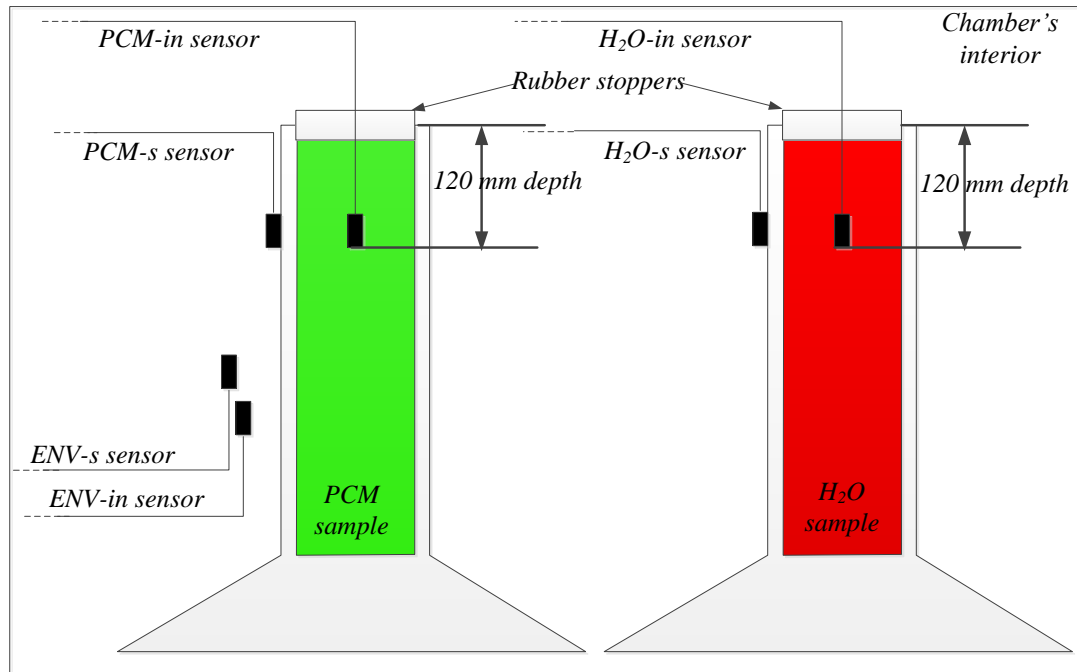 PCM-in sensor
H₂O-in sensor
Chamber’s
interior
Rubber stoppers
PCM-s sensor
H₂O-s sensor
120 mm depth
120 mm depth
ENV-s sensor
ENV-in sensor
PCM
sample
H₂O
sample